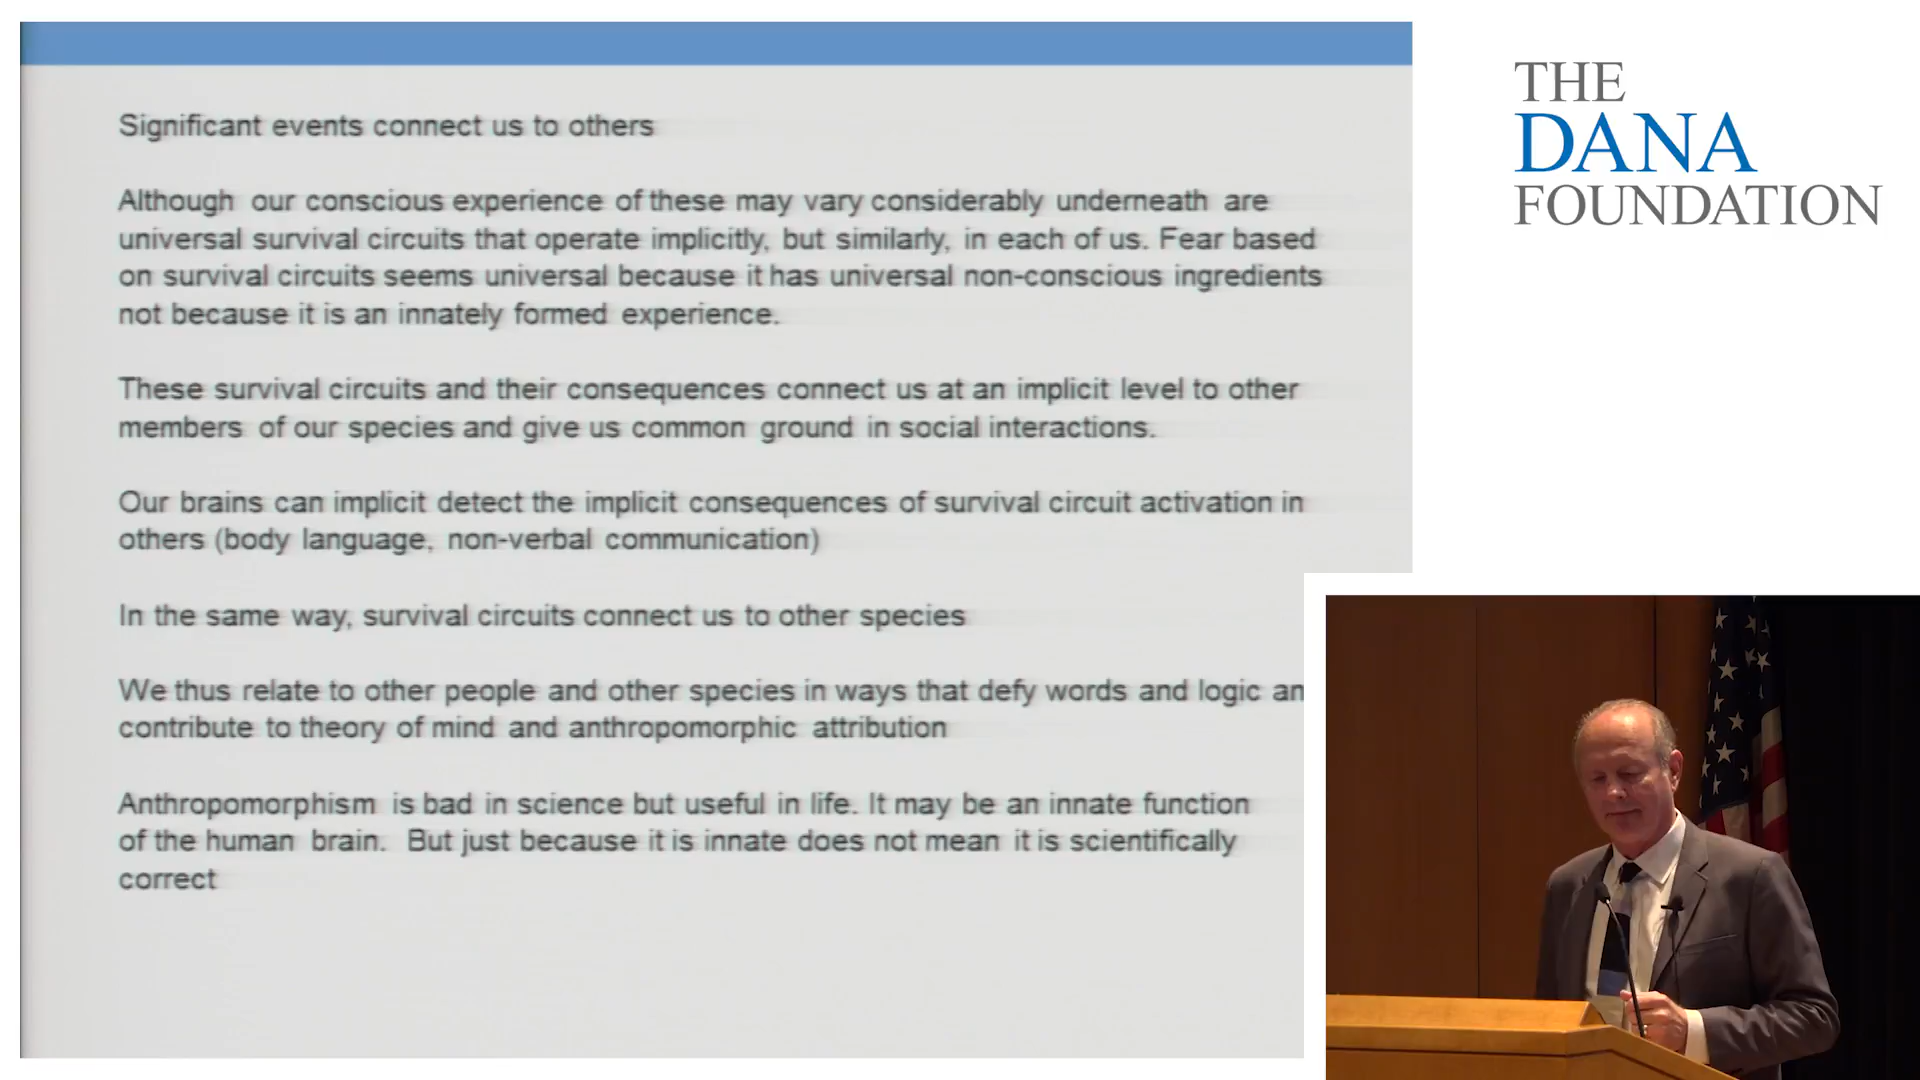 Significant events connect us to others
Although our conscious experience of these may vary considerably underneath are
universal survival circuits that operate implicitly, but similarly, in each of us. Fear based
on survival circuits seems universal because it has universal non-conscious ingredients
not because it is an innately formed experience.
These survival circuits and their consequences connect us at an implicit level to other
members of our species and give us common ground in social interactions.
Our brains can implicit detect the implicit consequences of survival circuit activation in
others (body language, non-verbal communication)
In the same way, survival circuits connect us to other species
We thus relate to other people and other species in ways that defy words and logic an
contribute to theory of mind and anthropomorphic attribution
Anthropomorphism is bad in science but useful in life. It may be an innate function
of the human brain. But just because it is innate does not mean it is scientifically
correct
THE
DANA
FOUNDATION